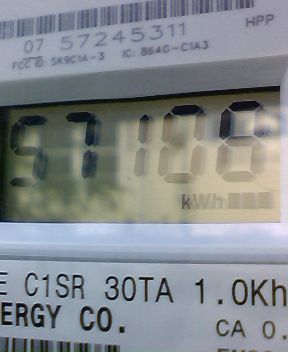 HPP
07 57245311
FCC ID: SK9C1A-3 IC: 864G-C1A3
57108
kWh
E C1SR 30TA 1.0Kh
ERGY CO.
CA 0.